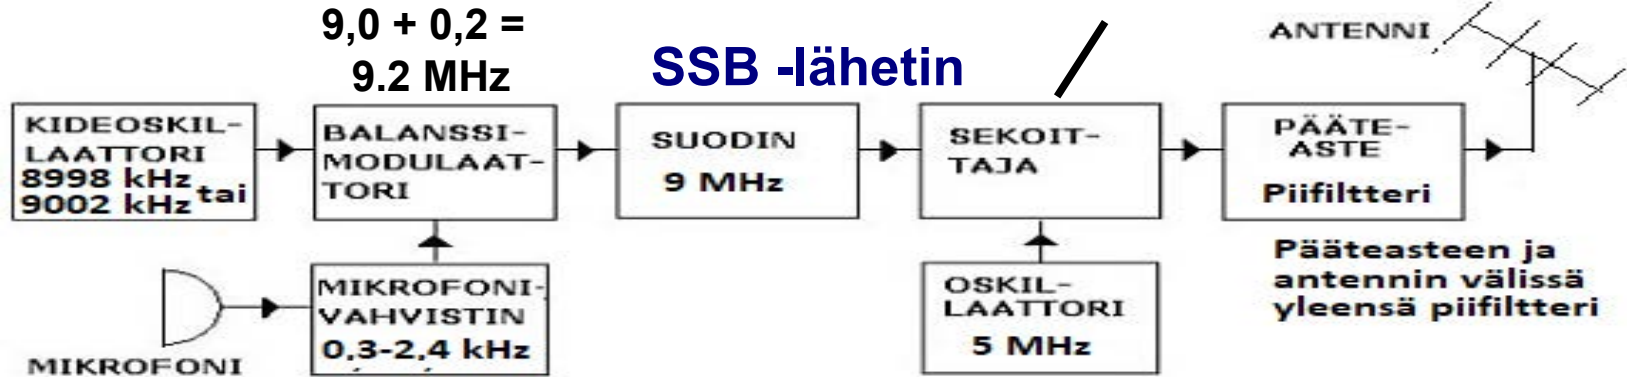 9,0 + 0,2 =
9.2 MHz
SSB -lähetin
ANTENNI
KIDEOSKIL-
LAATTORI
8998 kHz tai
9002 kHz
BALANSSI-
MODULAAT-
TORI
SUODIN
9 MHz
SEKOIT-
TAJA
PÄÄTE-
ASTE
Piifiltteri
MIKROFONI
MIKROFONI-
VAHVISTIN
0,3-2,4 kHz
OSKIL-
LAATTORI
5 MHz
Pääteasteen ja
antennin välissä
yleensä piifiltteri